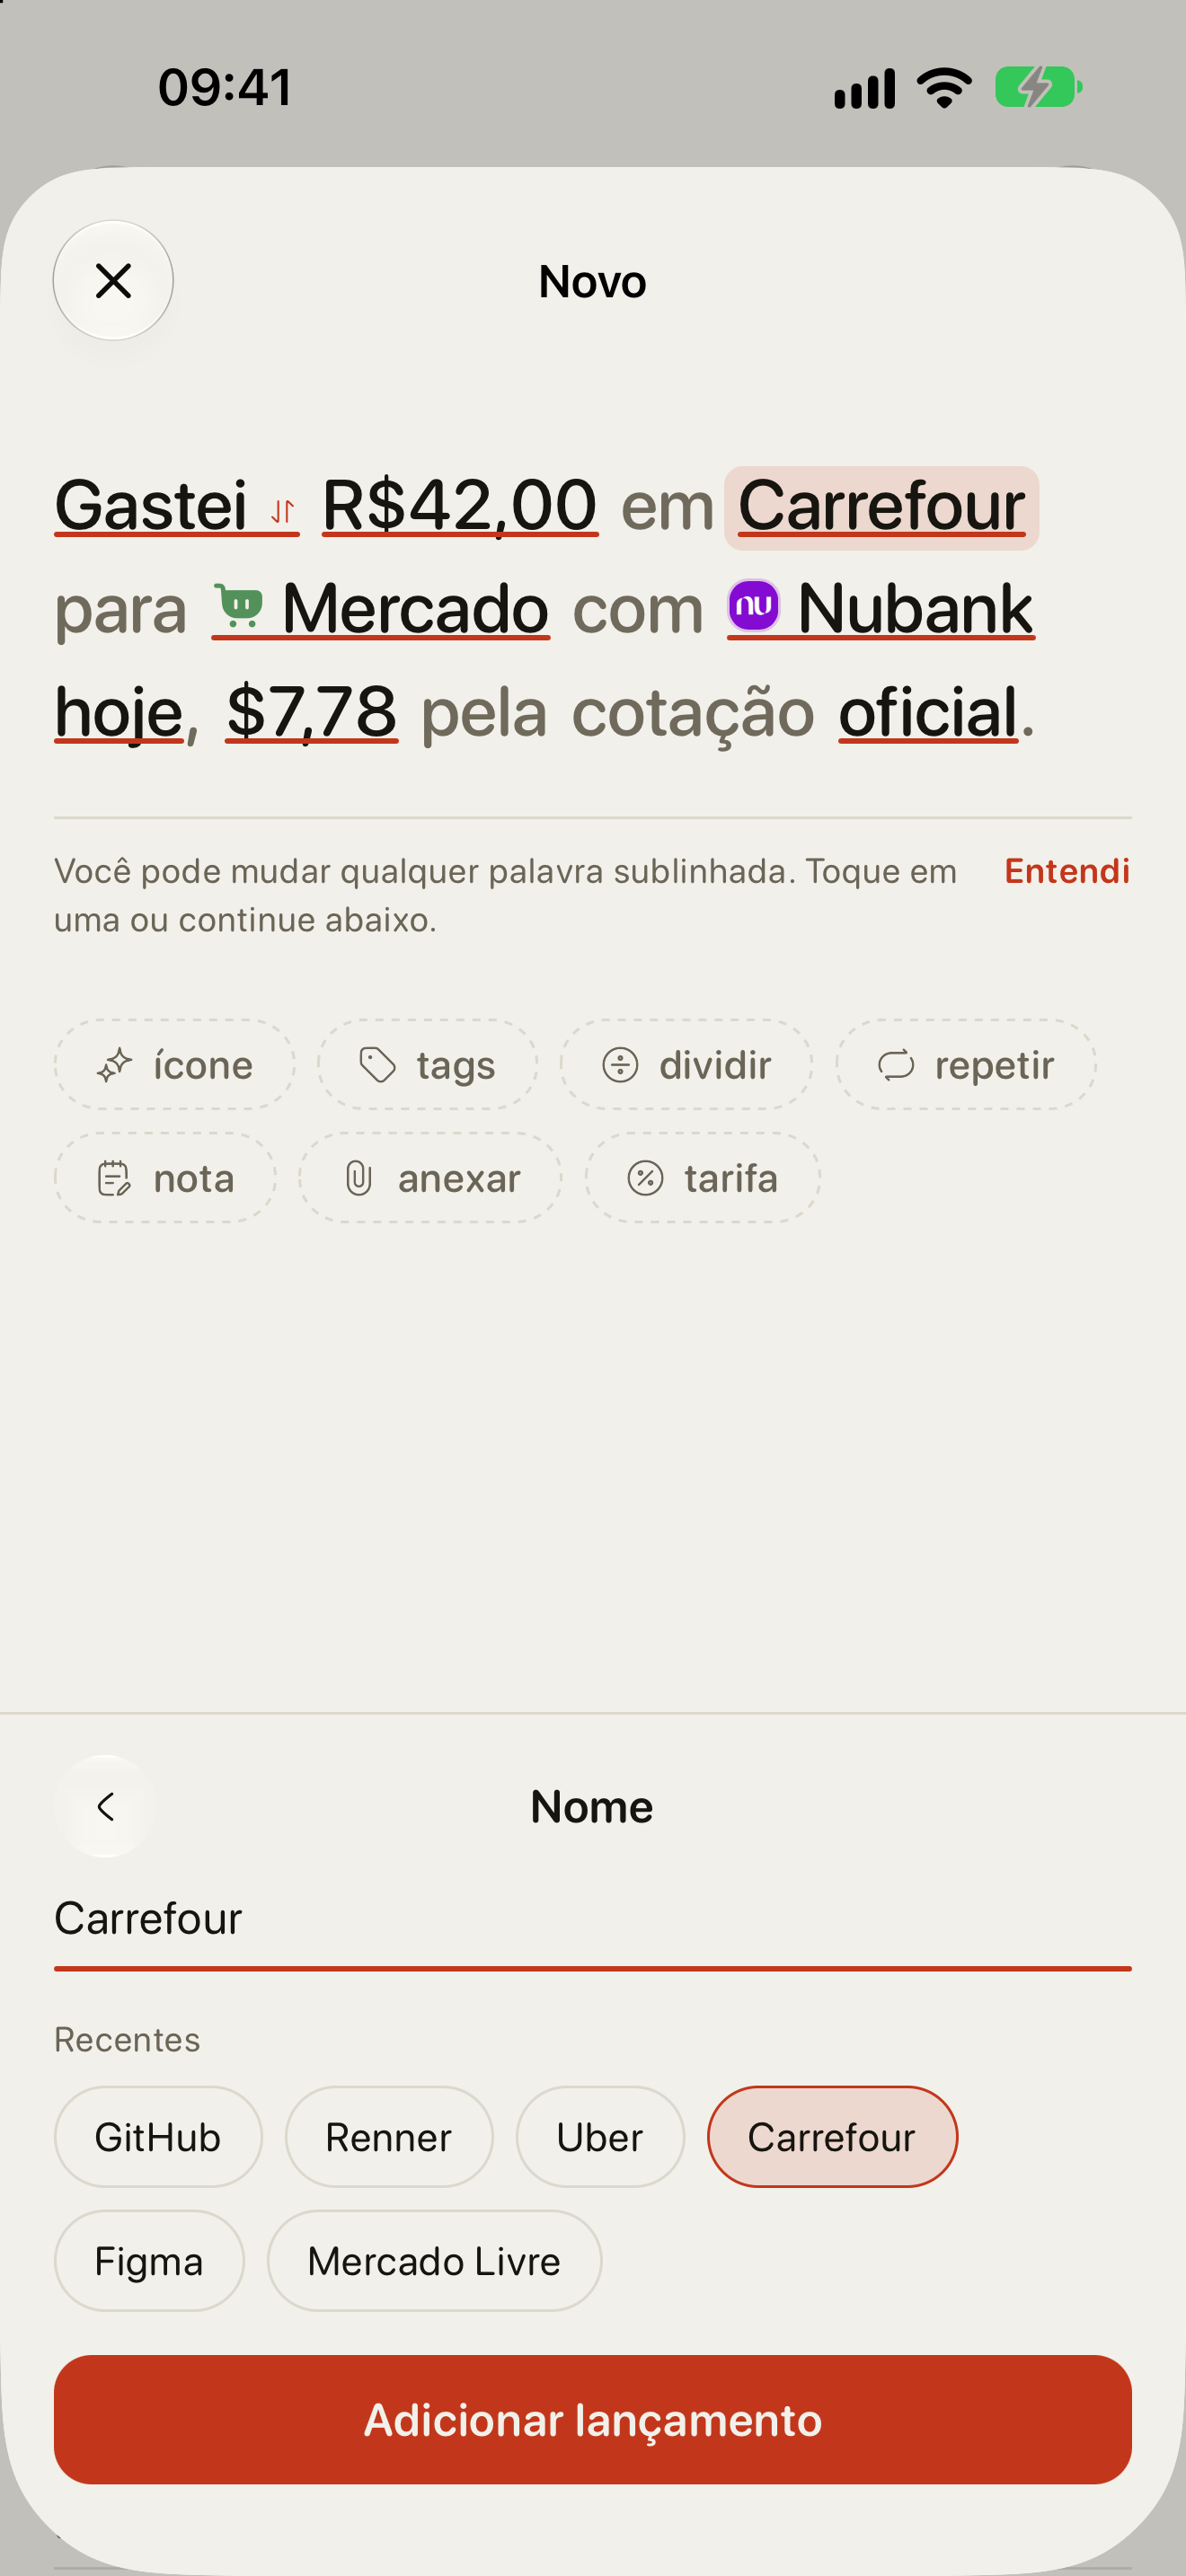 09:41
Novo
Gastei R$42,00 em Carrefour
para Mercado com nu Nubank
hoje, $7,78 pela cotação oficial.
Você pode mudar qualquer palavra sublinhada. Toque em Entendi
uma ou continue abaixo.
ícone tags dividir repetir
nota anexar tarifa
Nome
Carrefour
Recentes
GitHub Renner Uber Carrefour
Figma Mercado Livre
Adicionar lançamento